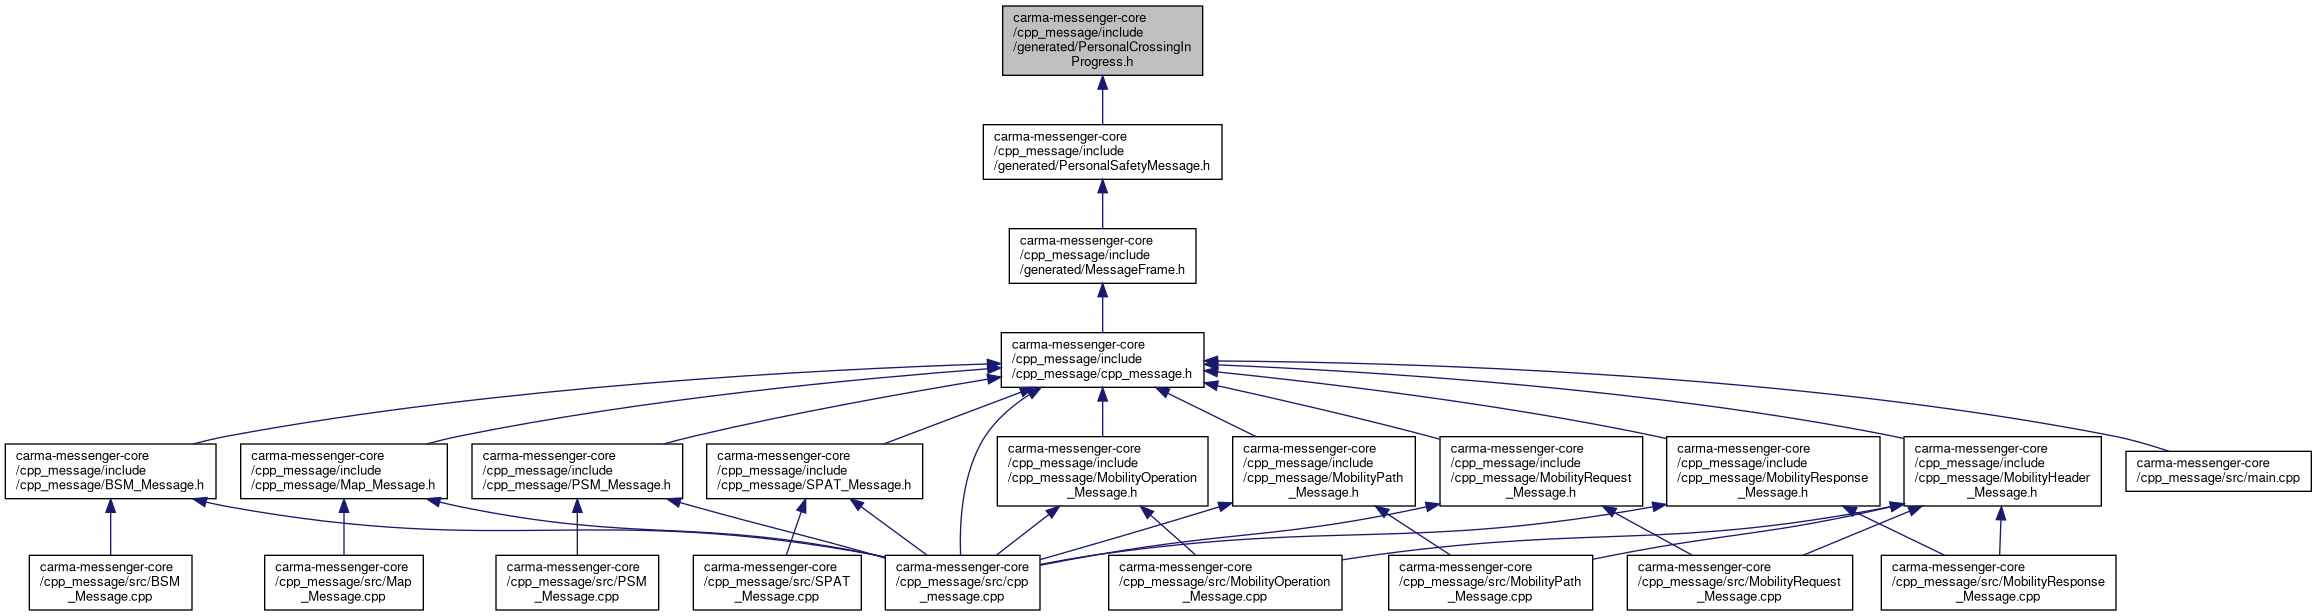 carma-messenger-core
/cpp_message/include
/generated/PersonalCrossingIn
Progress.h
carma-messenger-core
/cpp_message/include
/generated/PersonalSafetyMessage.h
carma-messenger-core
/cpp_message/include
/generated/MessageFrame.h
carma-messenger-core
/cpp_message/include
/cpp_message/cpp_message.h
carma-messenger-core
/cpp_message/include
/cpp_message/BSM_Message.h
carma-messenger-core
/cpp_message/include
/cpp_message/Map_Message.h
carma-messenger-core
/cpp_message/include
/cpp_message/PSM_Message.h
carma-messenger-core
/cpp_message/include
/cpp_message/SPAT_Message.h
carma-messenger-core
/cpp_message/include
/cpp_message/MobilityOperation
_Message.h
carma-messenger-core
/cpp_message/include
/cpp_message/MobilityPath
_Message.h
carma-messenger-core
/cpp_message/include
/cpp_message/MobilityRequest
_Message.h
carma-messenger-core
/cpp_message/include
/cpp_message/MobilityResponse
_Message.h
carma-messenger-core
/cpp_message/include
/cpp_message/MobilityHeader
_Message.h
carma-messenger-core
/cpp_message/src/main.cpp
carma-messenger-core
/cpp_message/src/BSM
_Message.cpp
carma-messenger-core
/cpp_message/src/Map
_Message.cpp
carma-messenger-core
/cpp_message/src/PSM
_Message.cpp
carma-messenger-core
/cpp_message/src/SPAT
_Message.cpp
carma-messenger-core
/cpp_message/src/cpp
_message.cpp
carma-messenger-core
/cpp_message/src/MobilityOperation
_Message.cpp
carma-messenger-core
/cpp_message/src/MobilityPath
_Message.cpp
carma-messenger-core
/cpp_message/src/MobilityRequest
_Message.cpp
carma-messenger-core
/cpp_message/src/MobilityResponse
_Message.cpp